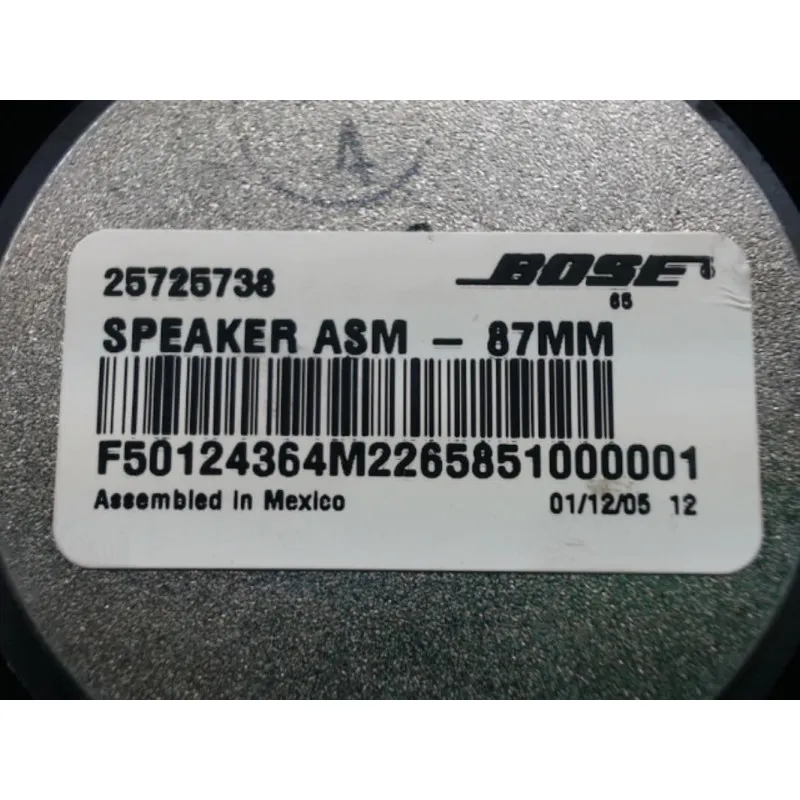 A
25725738 BOSE
65
SPEAKER ASM - 87MM
F50124364M2265851000001
Assembled in Mexico 01/12/05 12